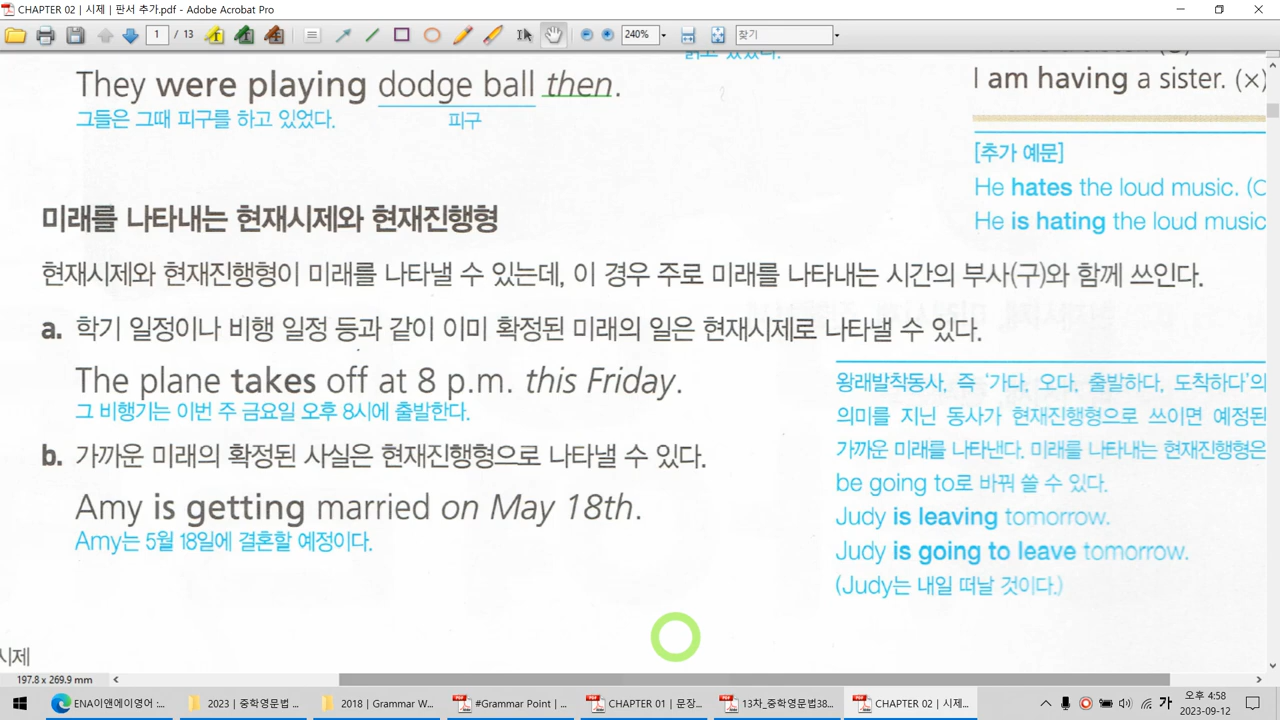 CHAPTER 02 | 시제 | 판서 추가.pdf - Adobe Acrobat Pro
1 / 13
240%
찾기
They were playing dodge ball then.
그들은 그때 피구를 하고 있었다.
피구
I am having a sister. (×)
[추가 예문]
He hates the loud music. (
He is hating the loud music
미래를 나타내는 현재시제와 현재진행형
현재시제와 현재진행형이 미래를 나타낼 수 있는데, 이 경우 주로 미래를 나타내는 시간의 부사(구)와 함께 쓰인다.
a. 학기 일정이나 비행 일정 등과 같이 이미 확정된 미래의 일은 현재시제로 나타낼 수 있다.
The plane takes off at 8 p.m. this Friday.
그 비행기는 이번 주 금요일 오후 8시에 출발한다.
b. 가까운 미래의 확정된 사실은 현재진행형으로 나타낼 수 있다.
Amy is getting married on May 18th.
Amy는 5월 18일에 결혼할 예정이다.
왕래발착동사, 즉 ‘가다, 오다, 출발하다, 도착하다’의
의미를 지닌 동사가 현재진행형으로 쓰이면 예정된
가까운 미래를 나타낸다. 미래를 나타내는 현재진행형은
be going to로 바꿔 쓸 수 있다.
Judy is leaving tomorrow.
Judy is going to leave tomorrow.
(Judy는 내일 떠날 것이다.)
시제
197.8 x 269.9 mm
ENA이앤에이영어 :...
2023 | 중학영문법 ...
2018 | Grammar W...
#Grammar Point | ...
CHAPTER 01 | 문장...
13차_중학영문법38...
CHAPTER 02 | 시제...
가
오후 4:58
2023-09-12